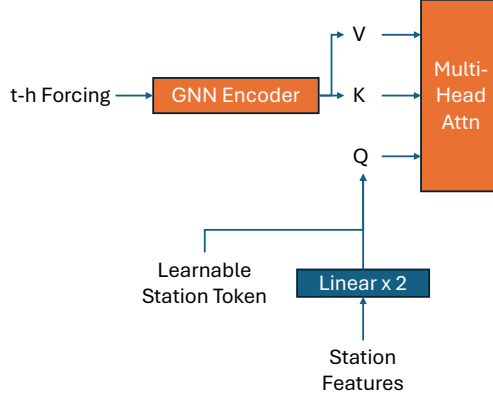 V
t-h Forcing
GNN Encoder
K
Multi-
Head
Attn
Q
Learnable
Station Token
Linear x 2
Station
Features